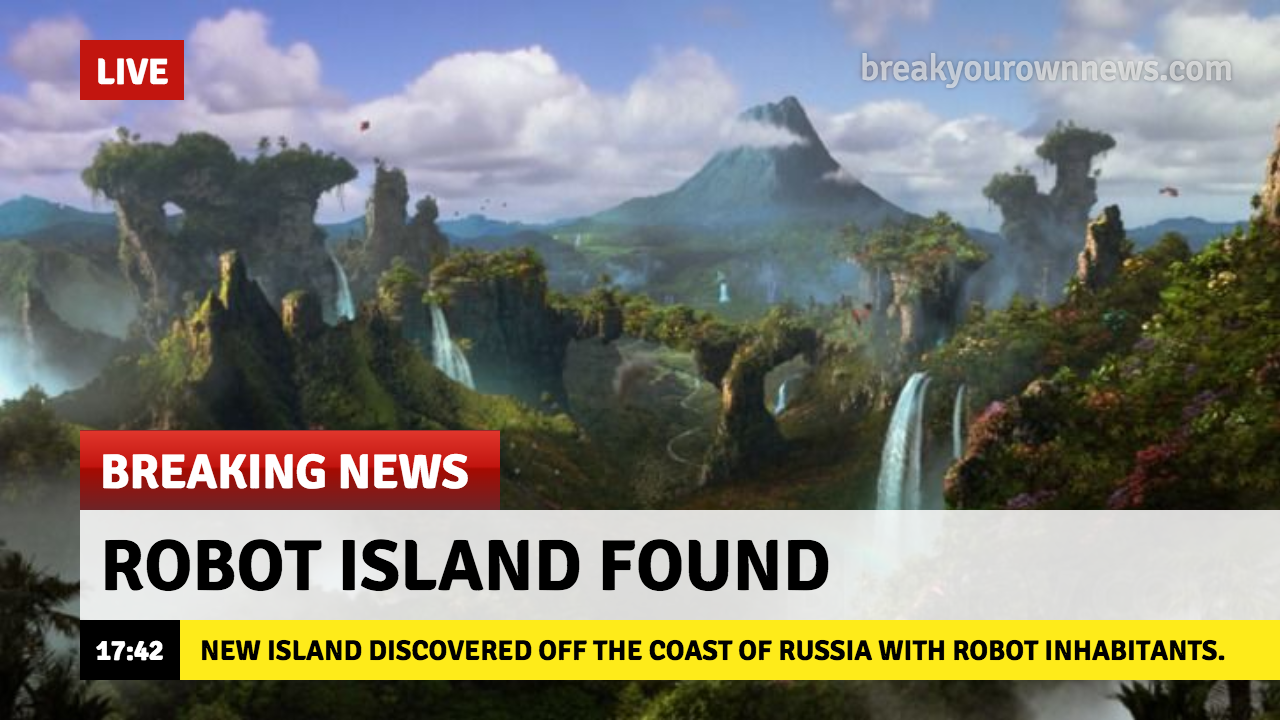 LIVE
breakyourownnews.com
BREAKING NEWS
ROBOT ISLAND FOUND
17:42 NEW ISLAND DISCOVERED OFF THE COAST OF RUSSIA WITH ROBOT INHABITANTS.